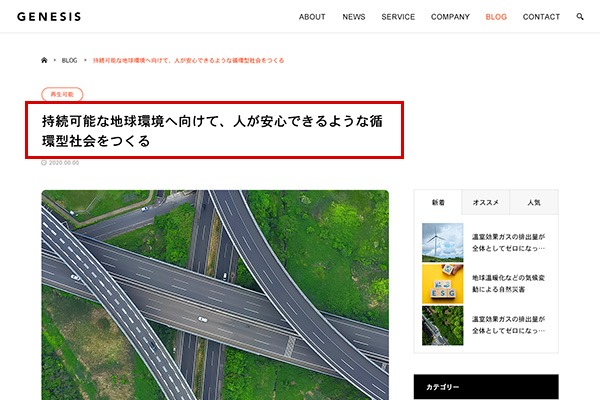 GENESIS
ABOUT NEWS SERVICE COMPANY BLOG CONTACT
BLOG 持続可能な地球環境へ向けて、人が安心できるような循環型社会をつくる
再生可能
持続可能な地球環境へ向けて、人が安心できるような循
環型社会をつくる
2020.00.00
新着 オススメ 人気
温室効果ガスの排出量が
全体としてゼロになっ…
地球温暖化などの気候変
動による自然災害
ESG
温室効果ガスの排出量が
全体としてゼロになっ…
カテゴリー